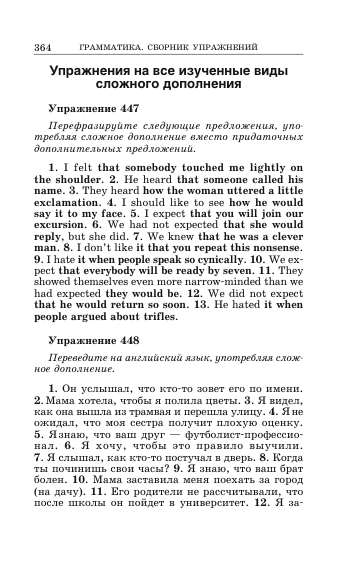 364 ГРАММАТИКА. СБОРНИК УПРАЖНЕНИЙ
Упражнения на все изученные виды
сложного дополнения
Упражнение 447
Перефразируйте следующие предложения, упо-
требляя сложное дополнение вместо придаточных
дополнительных предложений.
1. I felt that somebody touched me lightly on
the shoulder. 2. He heard that someone called his
name. 3. They heard how the woman uttered a little
exclamation. 4. I should like to see how he would
say it to my face. 5. I expect that you will join our
excursion. 6. We had not expected that she would
reply, but she did. 7. We knew that he was a clever
man. 8. I don't like it that you repeat this nonsense.
9. I hate it when people speak so cynically. 10. We ex-
pect that everybody will be ready by seven. 11. They
showed themselves even more narrow-minded than we
had expected they would be. 12. We did not expect
that he would return so soon. 13. He hated it when
people argued about trifles.
Упражнение 448
Переведите на английский язык, употребляя слож-
ное дополнение.
1. Он услышал, что кто-то зовет его по имени.
2. Мама хотела, чтобы я полила цветы. 3. Я видел,
как она вышла из трамвая и перешла улицу. 4. Я не
ожидал, что моя сестра получит плохую оценку.
5. Я знаю, что ваш друг — футболист-профессио-
нал. 6. Я хочу, чтобы это правило выучили.
7. Я слышал, как кто-то постучал в дверь. 8. Когда
ты починишь свои часы? 9. Я знаю, что ваш брат
болен. 10. Мама заставила меня поехать за город
(на дачу). 11. Его родители не рассчитывали, что
после школы он пойдет в университет. 12. Я за-